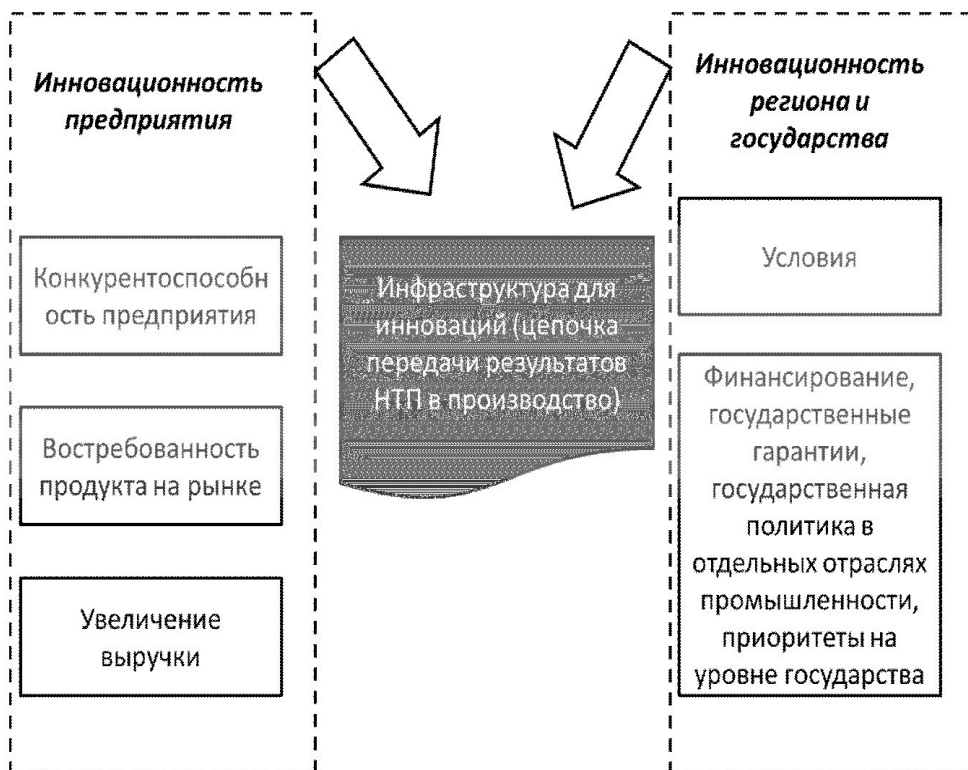 Инновационность
предприятия
Конкурентоспособн
ость предприятия
Востребованность
продукта на рынке
Увеличение
выручки
Инфраструктура для
инноваций (цепочка
передачи результатов
НТП в производство)
Инновационность
региона и
государства
Условия
Финансирование,
государственные
гарантии,
государственная
политика в
отдельных отраслях
промышленности,
приоритеты на
уровне государства